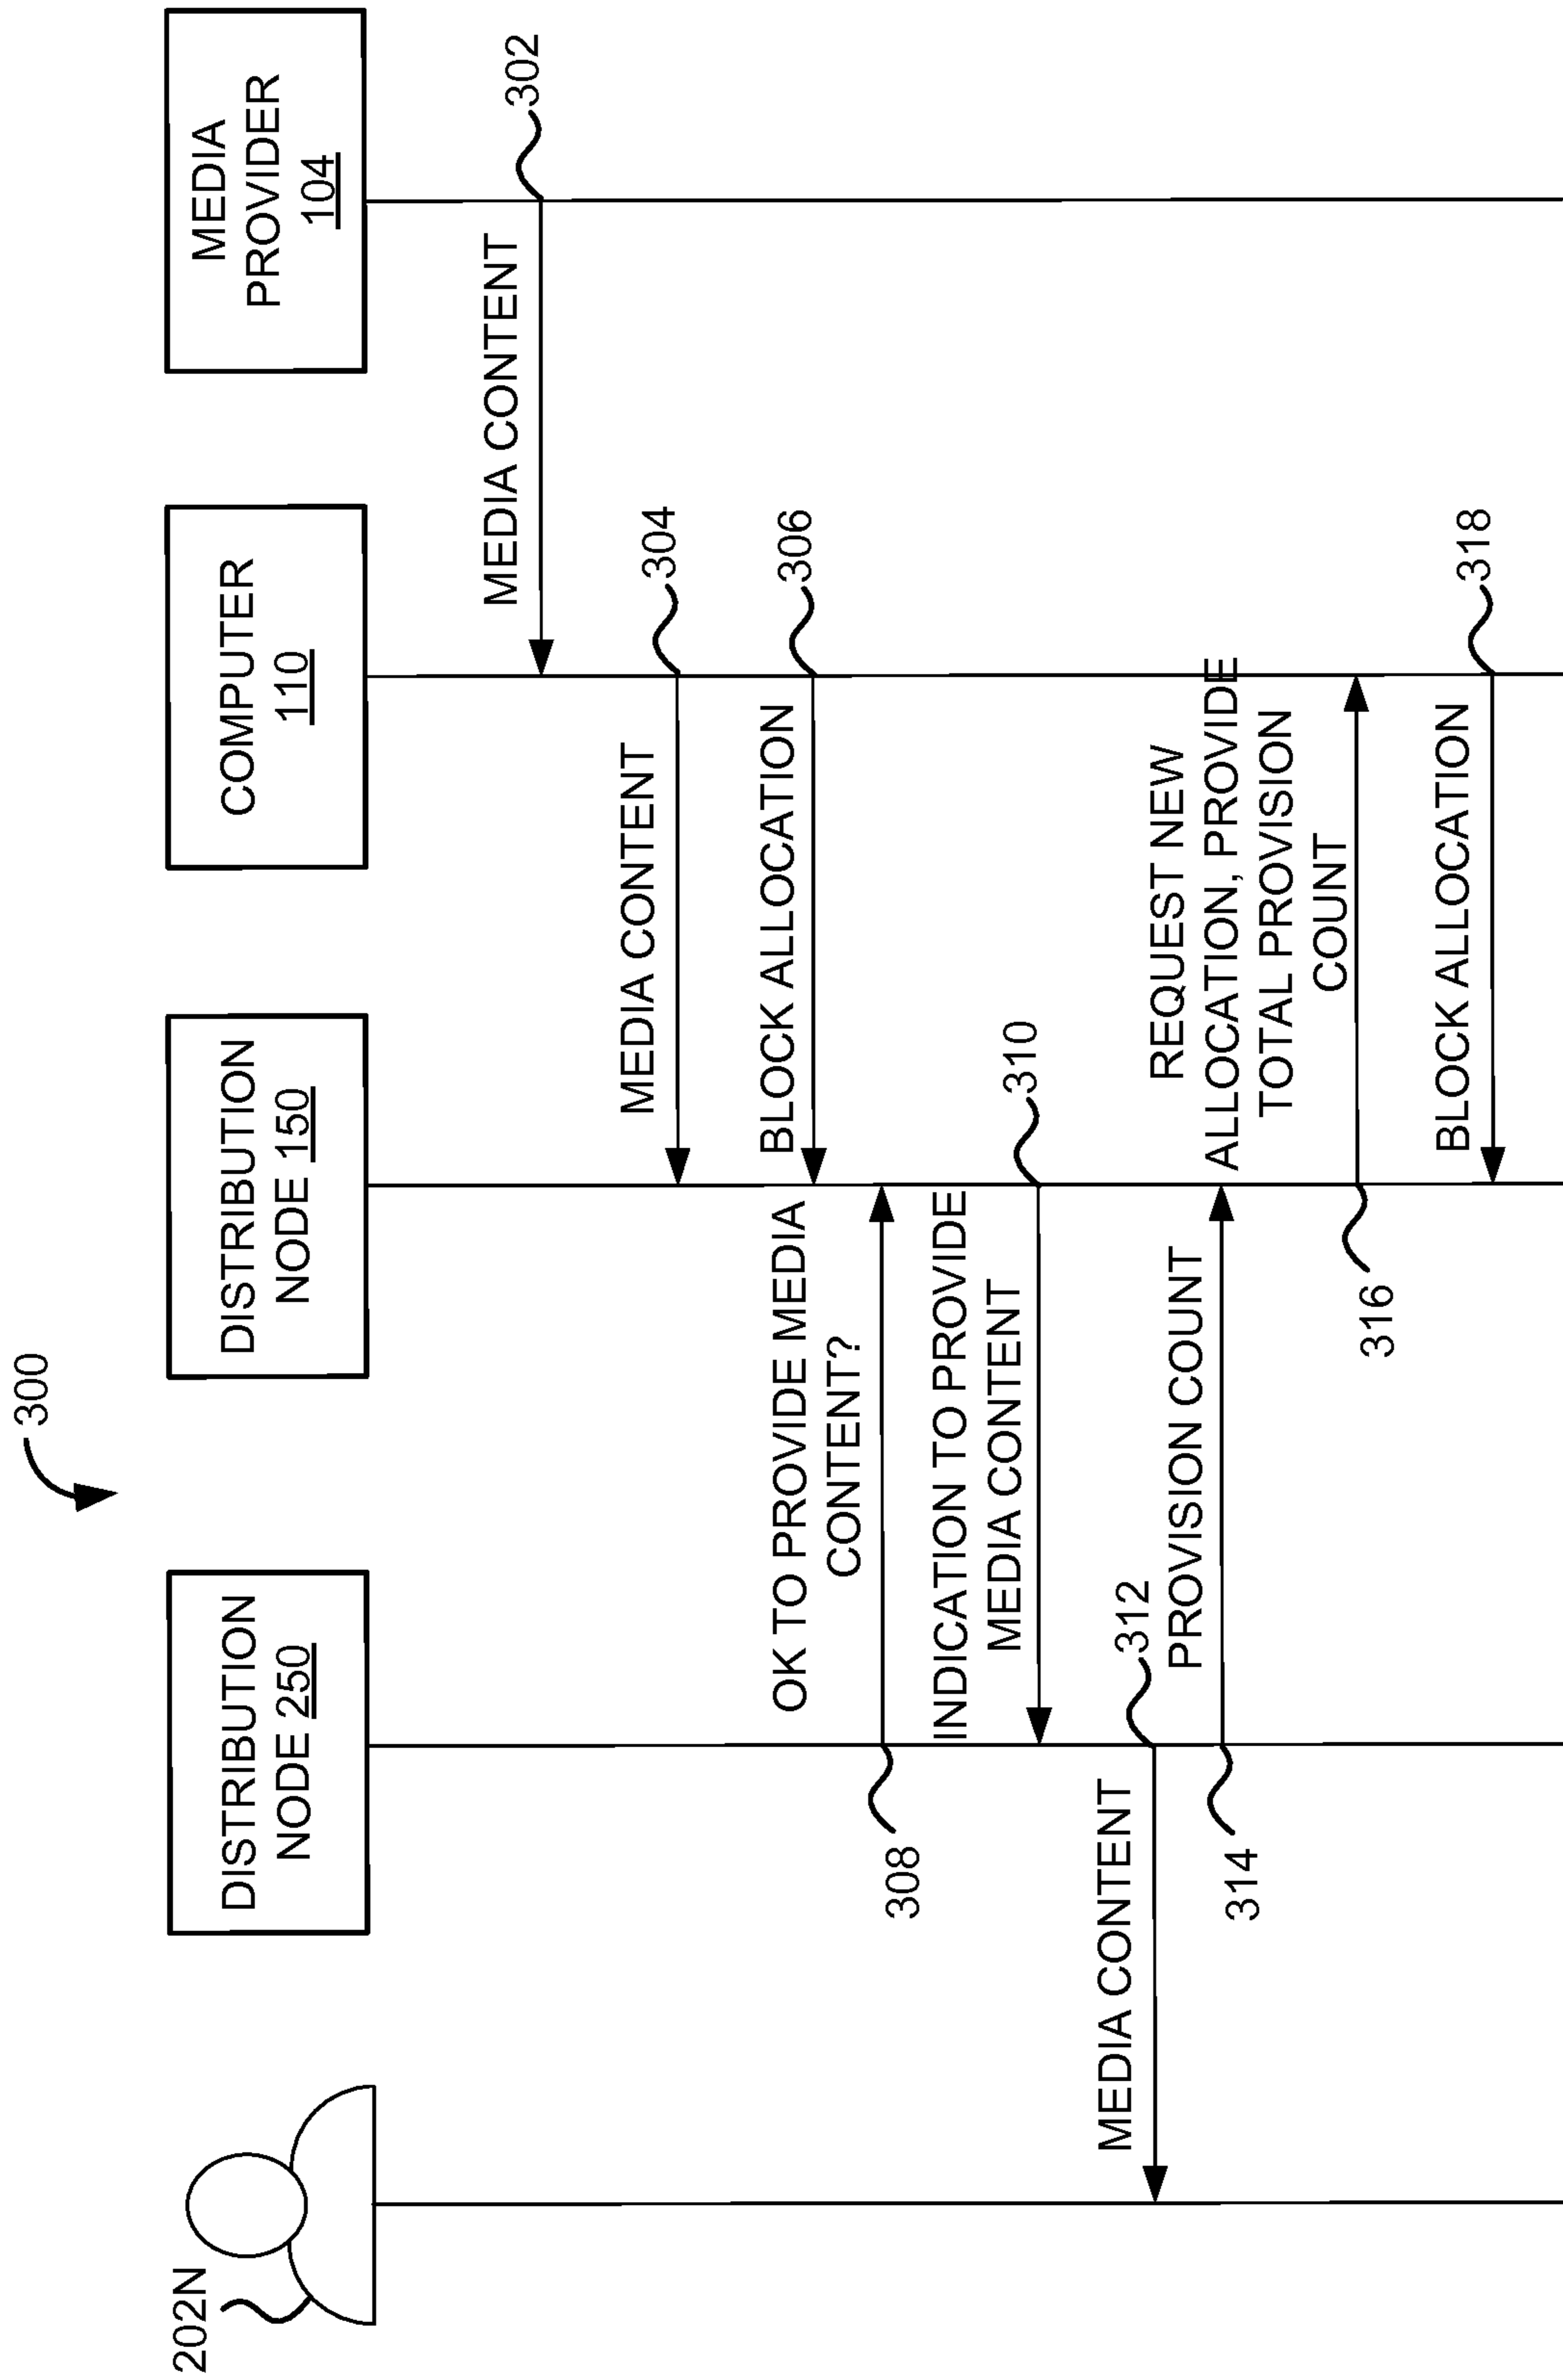 300
202N
DISTRIBUTION
NODE 250
DISTRIBUTION
NODE 150
COMPUTER
110
MEDIA
PROVIDER
104
MEDIA CONTENT
302
MEDIA CONTENT
304
BLOCK ALLOCATION
306
OK TO PROVIDE MEDIA
CONTENT?
308
INDICATION TO PROVIDE
MEDIA CONTENT
310
MEDIA CONTENT
312
PROVISION COUNT
314
REQUEST NEW
ALLOCATION, PROVIDE
TOTAL PROVISION
COUNT
316
BLOCK ALLOCATION
318